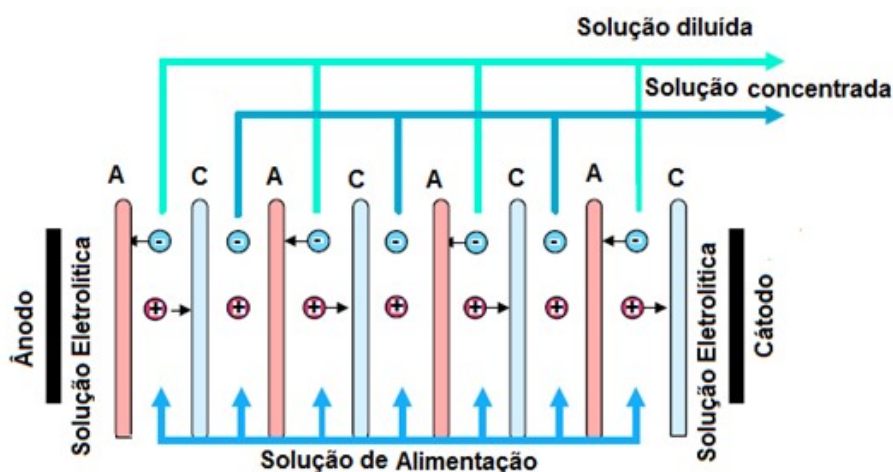 Solução diluída
Solução concentrada
A C A C A C A C
- - - - - - -
+ + + + + + +
Ânodo
Solução Eletrolítica
Solução Eletrolítica
Cátodo
Solução de Alimentação